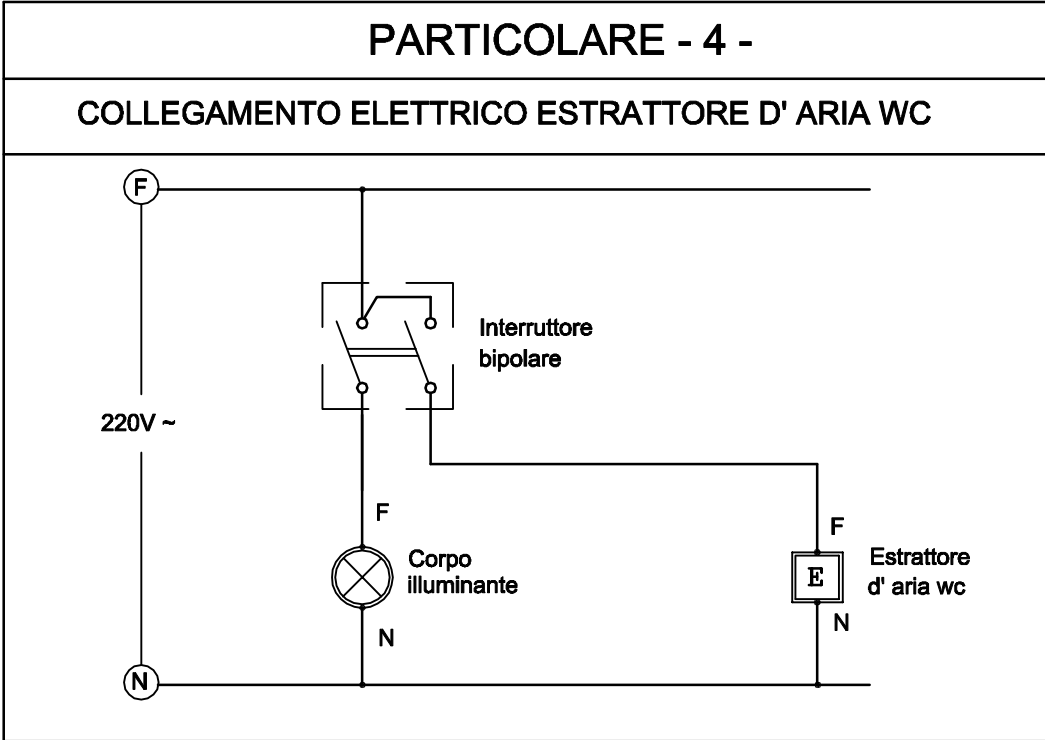 PARTICOLARE - 4 -
COLLEGAMENTO ELETTRICO ESTRATTORE D' ARIA WC
F
Interruttore
bipolare
220V ~
F
Corpo
illuminante
N
F
Estrattore
d' aria wc
E
N
N